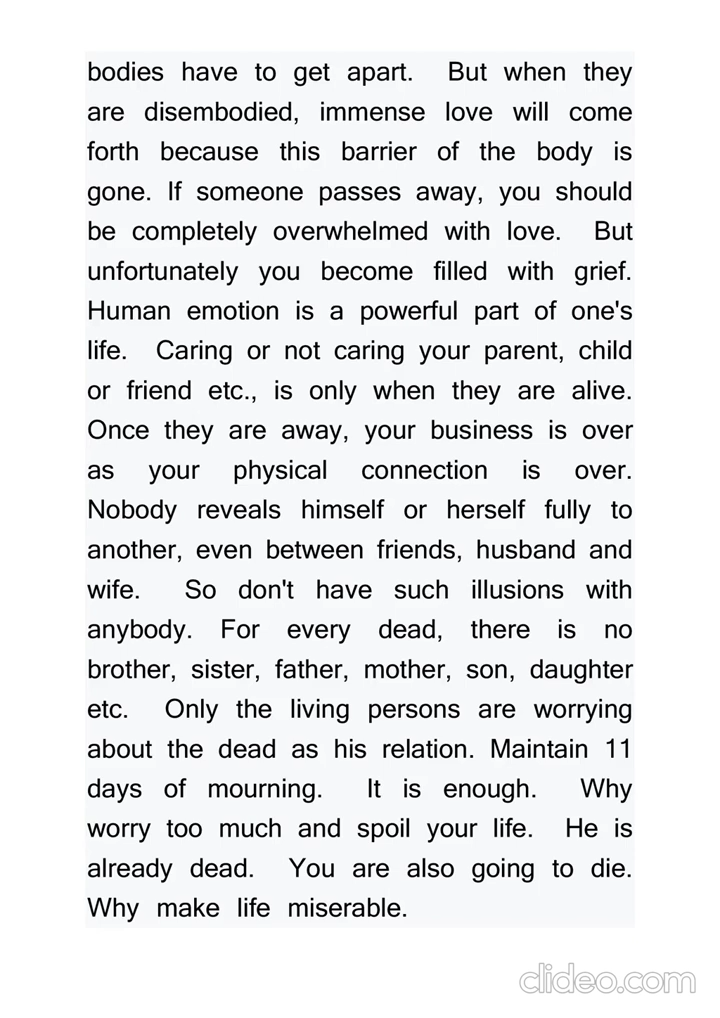 bodies have to get apart. But when they
are disembodied, immense love will come
forth because this barrier of the body is
gone. If someone passes away, you should
be completely overwhelmed with love. But
unfortunately you become filled with grief.
Human emotion is a powerful part of one's
life. Caring or not caring your parent, child
or friend etc., is only when they are alive.
Once they are away, your business is over
as your physical connection is over.
Nobody reveals himself or herself fully to
another, even between friends, husband and
wife. So don't have such illusions with
anybody. For every dead, there is no
brother, sister, father, mother, son, daughter
etc. Only the living persons are worrying
about the dead as his relation. Maintain 11
days of mourning. It is enough. Why
worry too much and spoil your life. He is
already dead. You are also going to die.
Why make life miserable.
clideo.com